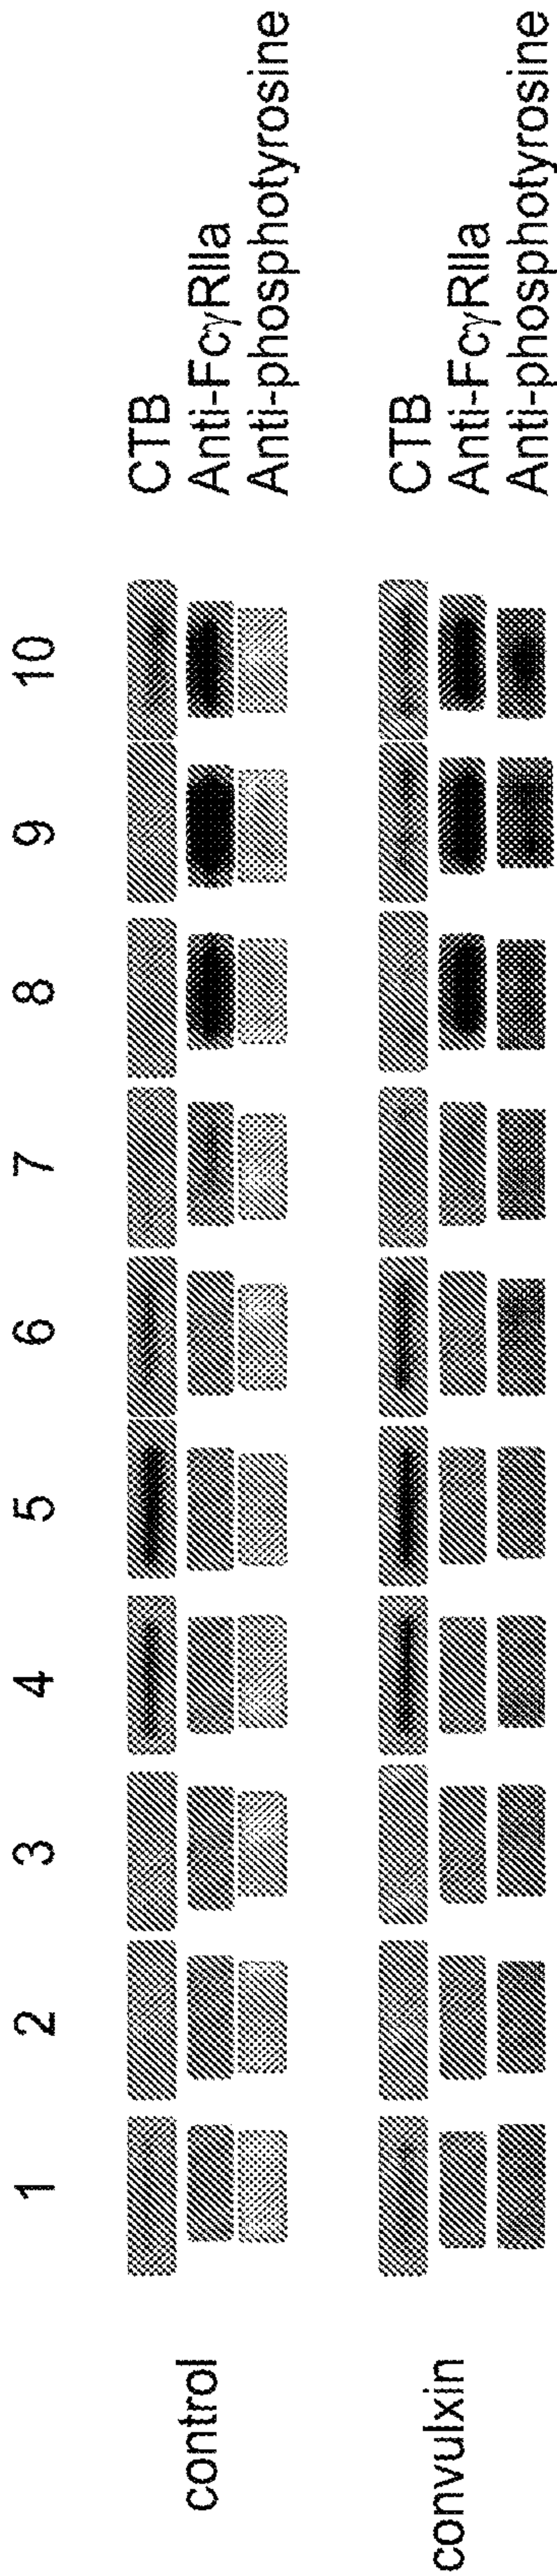 1 2 3 4 5 6 7 8 9 10
control
CTB
Anti-FcγRIIa
Anti-phosphotyrosine
convulxin
CTB
Anti-FcγRIIa
Anti-phosphotyrosine